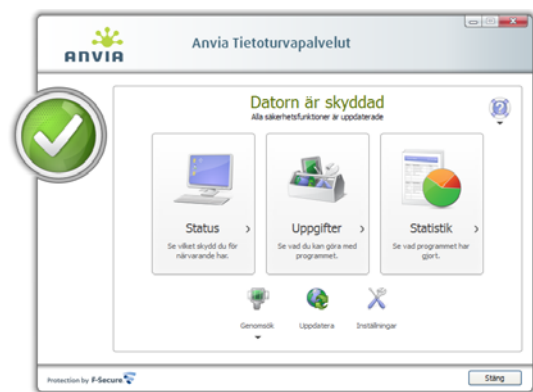 ANVIA
Anvia Tietoturvapalvelut
Datorn är skyddad
Alla säkerhetsfunktioner är uppdaterade
Status
Se vilket skydd du för närvarande har.
Uppgifter
Se vad du kan göra med programmet.
Statistik
Se vad programmet har gjort.
Genomsök
Uppdatera
Inställningar
Protection by F-Secure
Stäng